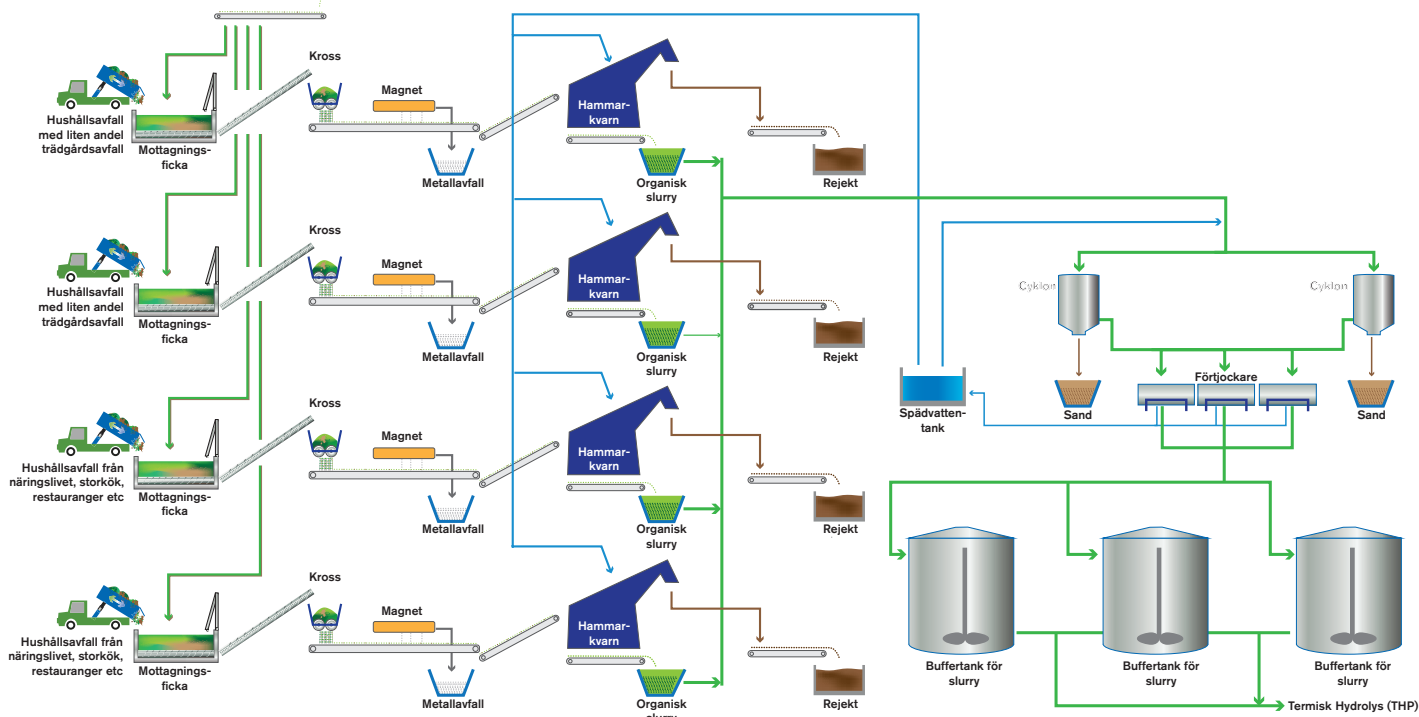 Kross
Magnet
Hammar-
kvarn
Hushållsavfall
med liten andel
trädgårdsavfall
Mottagnings-
ficka
Metallavfall
Organisk
slurry
Rejekt
Kross
Magnet
Hammar-
kvarn
Hushållsavfall
med liten andel
trädgårdsavfall
Mottagnings-
ficka
Metallavfall
Organisk
slurry
Rejekt
Cyklon
Cyklon
Förtjockare
Spädvatten-
tank
Sand
Sand
Kross
Magnet
Hammar-
kvarn
Hushållsavfall från
näringslivet, storkök,
restauranger etc
Mottagnings-
ficka
Metallavfall
Organisk
slurry
Rejekt
Kross
Magnet
Hammar-
kvarn
Hushållsavfall från
näringslivet, storkök,
restauranger etc
Mottagnings-
ficka
Metallavfall
Organisk
slurry
Rejekt
Buffertank för
slurry
Buffertank för
slurry
Buffertank för
slurry
Termisk Hydrolys (THP)